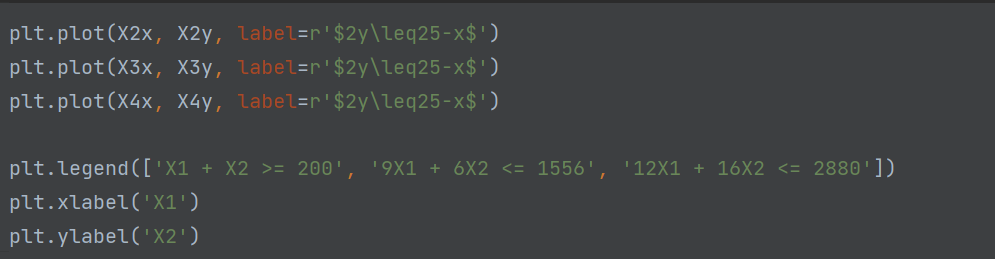 plt.plot(X2x, X2y, label=r'$2y\leq25-x$')
plt.plot(X3x, X3y, label=r'$2y\leq25-x$')
plt.plot(X4x, X4y, label=r'$2y\leq25-x$')
plt.legend(['X1 + X2 >= 200', '9X1 + 6X2 <= 1556', '12X1 + 16X2 <= 2880'])
plt.xlabel('X1')
plt.ylabel('X2')